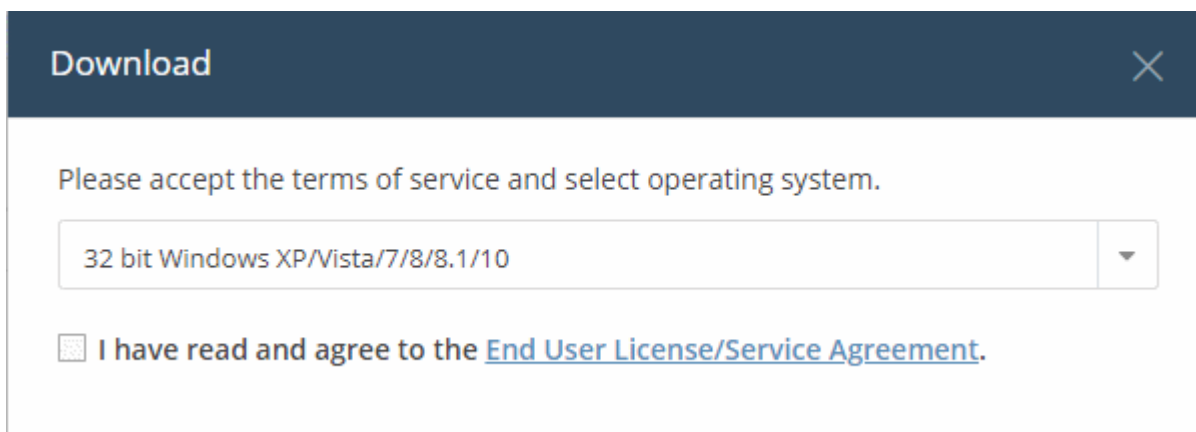 Download
Please accept the terms of service and select operating system.
32 bit Windows XP/Vista/7/8/8.1/10
I have read and agree to the End User License/Service Agreement.